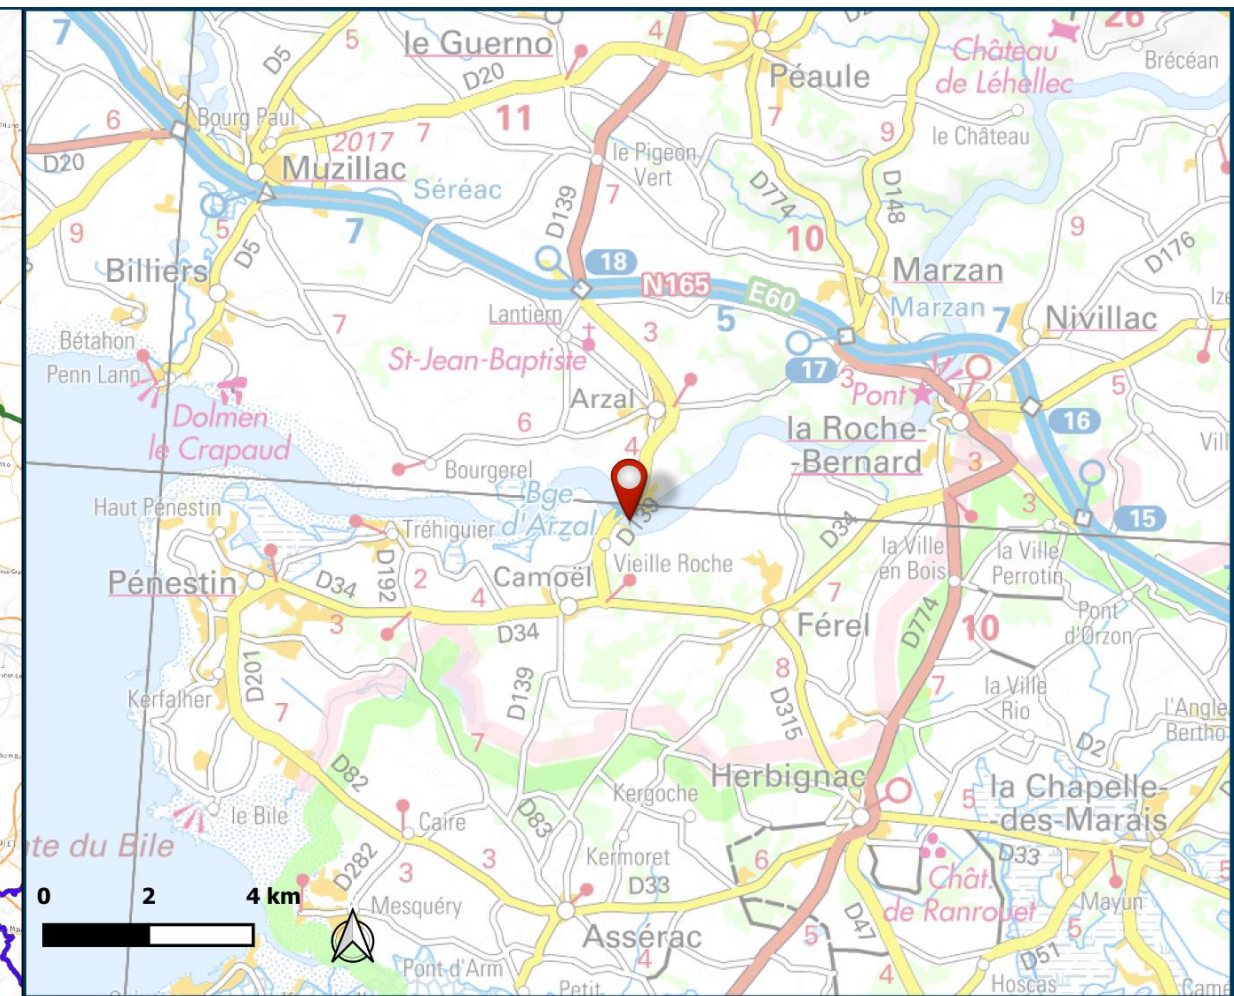 7
5
le Guerno
4
Péaule
26
Château
de Léhellec
Brécéan
D5
D20
6
Bourg Paul
11
2017
7
7
9
le Château
D20
Muzillac
le Pigeon
Vert
Séréac
D139
7
D774
D148
9
5
7
10
D176
D5
Billiers
18
N165
E60
Marzan
Marzan
7
Nivillac
Lantiern
3
5
7
Bétahon
St-Jean-Baptiste
17
Penn Lann
3
Pont
5
Arzal
Dolmen
le Crapaud
6
4
la Roche-
-Bernard
16
Bourgerel
3
Bge
d'Arzal
Haut Pénestin
D139
3
15
Tréhiguier
D34
la Ville
en Bois
la Ville
Perrotin
Vieille Roche
Pénestin
D34
D192
2
4
Camoël
7
Pont
d'Orzon
3
D34
Férel
D774
10
D201
8
D139
7
la Ville
Rio
Kerfalher
7
D315
7
l'Angle
Bertho
D2
D82
Herbignac
la Chapelle-
-des-Marais
Kergoche
5
le Bile
Caire
D83
te du Bile
Kermoret
6
D33
5
3
3
D33
Chât.
de Ranrouet
Mayun
0
2
4 km
D282
Mesquéry
D47
5
Assérac
5
D51
Pont-d'Arm
4
4
Hoscas
Petit
9